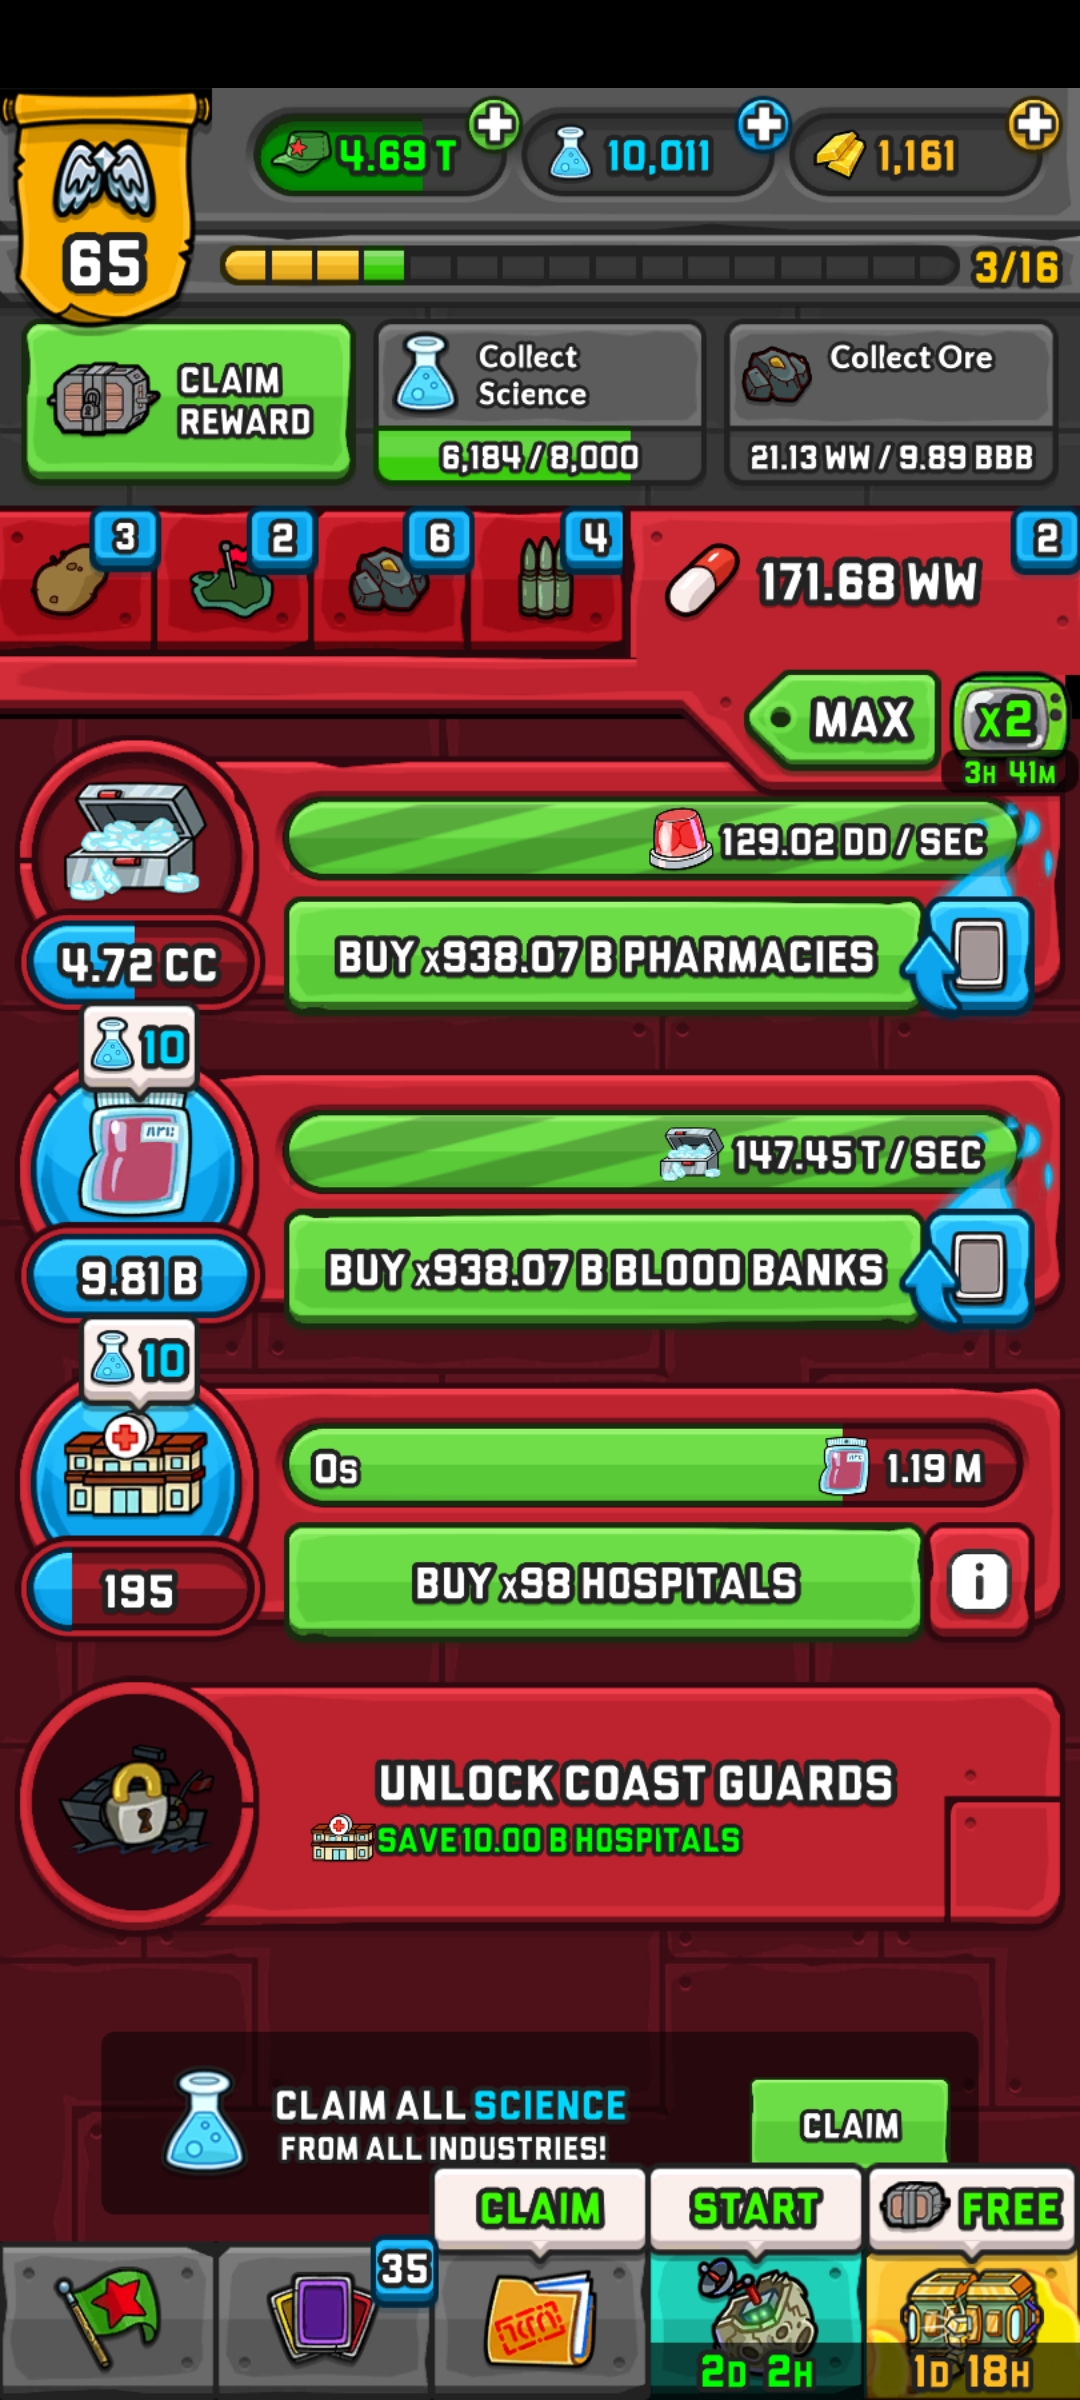 4.69 T
10,011
1,161
65
3/16
CLAIM
REWARD
Collect
Science
6,184 / 8,000
Collect Ore
21.13 WW / 9.89 BBB
3
2
6
4
2
171.68 WW
MAX
x2
3H 41M
129.02 DD / SEC
BUY x938.07 B PHARMACIES
4.72 CC
10
147.45 T / SEC
BUY x938.07 B BLOOD BANKS
9.81 B
10
0s
1.19 M
BUY x98 HOSPITALS
i
195
UNLOCK COAST GUARDS
SAVE 10.00 B HOSPITALS
CLAIM ALL SCIENCE
FROM ALL INDUSTRIES!
CLAIM
CLAIM
START
FREE
35
2D 2H
1D 18H